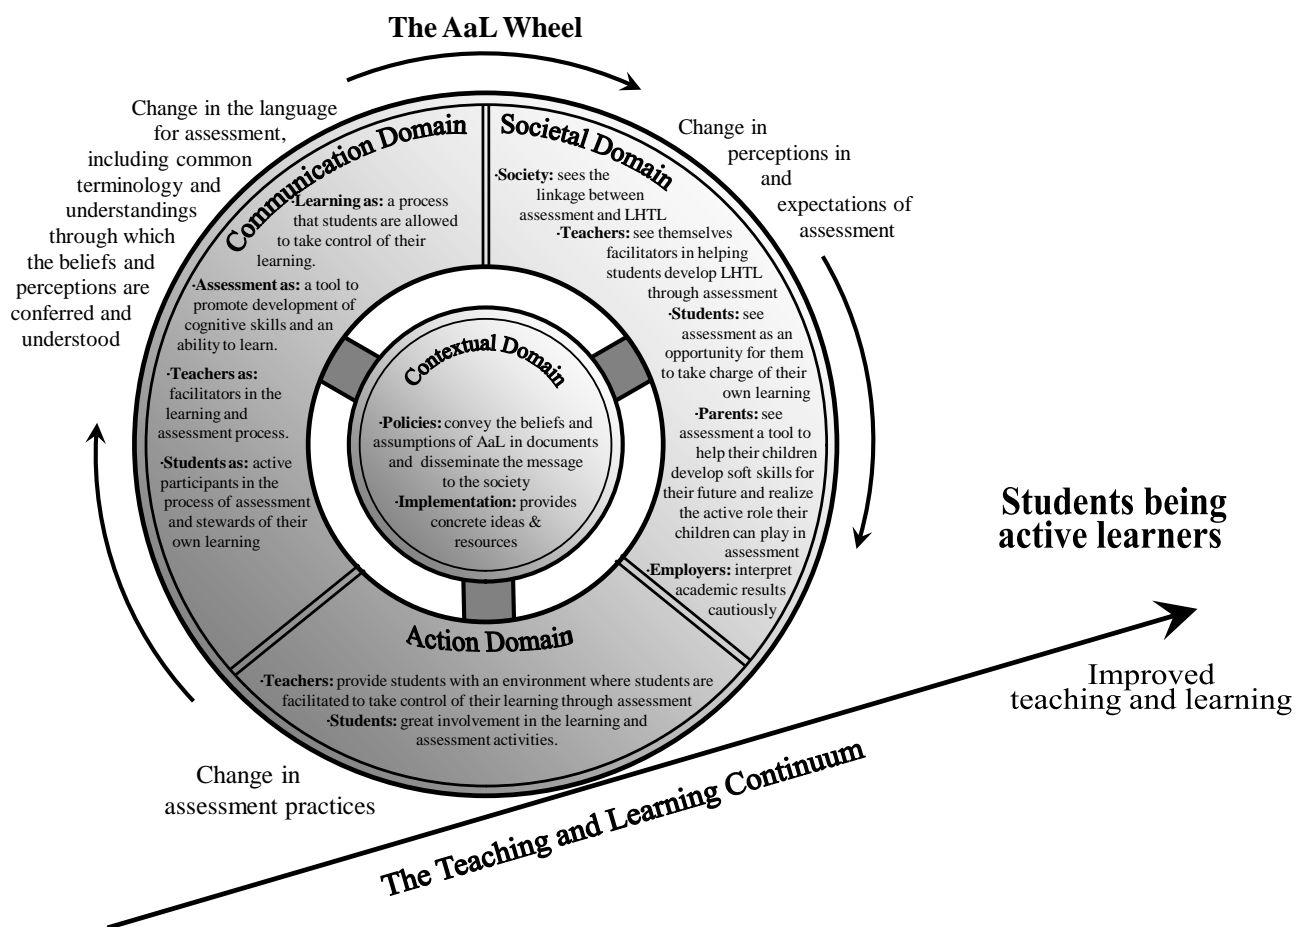 The AaL Wheel
Change in the language
for assessment,
including common
terminology and
understandings
through which
the beliefs and
perceptions are
conferred and
understood
Communication Domain
·Learning as: a process
that students are allowed
to take control of their
learning.
·Assessment as: a tool to
promote development of
cognitive skills and an
ability to learn.
·Teachers as:
facilitators in the
learning and
assessment process.
·Students as: active
participants in the
process of assessment
and stewards of their
own learning
Societal Domain
·Society: sees the
linkage between
assessment and LHTL
·Teachers: see themselves
facilitators in helping
students develop LHTL
through assessment
·Students: see
assessment as an
opportunity for them
to take charge of their
own learning
·Parents: see
assessment a tool to
help their children
develop soft skills for
their future and realize
the active role their
children can play in
assessment
·Employers: interpret
academic results
cautiously
Change in
perceptions in
and
expectations of
assessment
Contextual Domain
·Policies: convey the beliefs and
assumptions of AaL in documents
and disseminate the message
to the society
·Implementation: provides
concrete ideas &
resources
Action Domain
·Teachers: provide students with an environment where students are
facilitated to take control of their learning through assessment
·Students: great involvement in the learning and
assessment activities.
Change in
assessment practices
Students being
active learners
Improved
teaching and learning
The Teaching and Learning Continuum